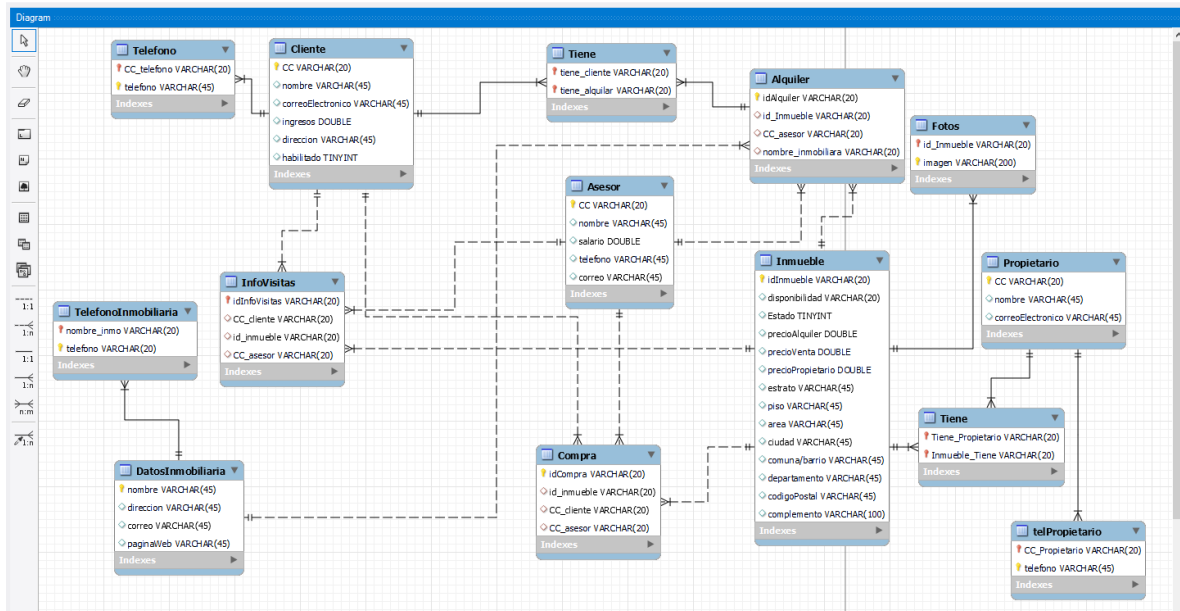 Diagram
Telefono
CC_telefono VARCHAR(20)
telefono VARCHAR(45)
Indexes
Cliente
CC VARCHAR(20)
nombre VARCHAR(45)
correoElectronico VARCHAR(45)
ingresos DOUBLE
direccion VARCHAR(45)
habilitado TINYINT
Indexes
Tiene
tiene_cliente VARCHAR(20)
tiene_alquilar VARCHAR(20)
Indexes
Alquiler
idAlquiler VARCHAR(20)
id_Inmueble VARCHAR(20)
CC_asesor VARCHAR(20)
nombre_inmobiliara VARCHAR(20)
Indexes
Fotos
id_Inmueble VARCHAR(20)
imagen VARCHAR(200)
Indexes
Asesor
CC VARCHAR(20)
nombre VARCHAR(45)
salario DOUBLE
telefono VARCHAR(45)
correo VARCHAR(45)
Indexes
InfoVisitas
idInfoVisitas VARCHAR(20)
CC_cliente VARCHAR(20)
id_inmueble VARCHAR(20)
CC_asesor VARCHAR(20)
Indexes
Inmueble
idInmueble VARCHAR(20)
disponibilidad VARCHAR(20)
Estado TINYINT
precioAlquiler DOUBLE
precioVenta DOUBLE
precioPropietario DOUBLE
estrato VARCHAR(45)
piso VARCHAR(45)
area VARCHAR(45)
ciudad VARCHAR(45)
comuna/barrio VARCHAR(45)
departamento VARCHAR(45)
codigoPostal VARCHAR(45)
complemento VARCHAR(100)
Indexes
Propietario
CC VARCHAR(20)
nombre VARCHAR(45)
correoElectronico VARCHAR(45)
Indexes
TelefonoInmobiliaria
nombre_inmo VARCHAR(20)
telefono VARCHAR(20)
Indexes
1:1
1:n
1:1
1:n
n:m
1:n
Tiene
Tiene_Propietario VARCHAR(20)
Inmueble_Tiene VARCHAR(20)
Indexes
Compra
idCompra VARCHAR(20)
id_inmueble VARCHAR(20)
CC_cliente VARCHAR(20)
CC_asesor VARCHAR(20)
Indexes
DatosInmobiliaria
nombre VARCHAR(45)
direccion VARCHAR(45)
correo VARCHAR(45)
paginaWeb VARCHAR(45)
Indexes
telPropietario
CC_Propietario VARCHAR(20)
telefono VARCHAR(45)
Indexes